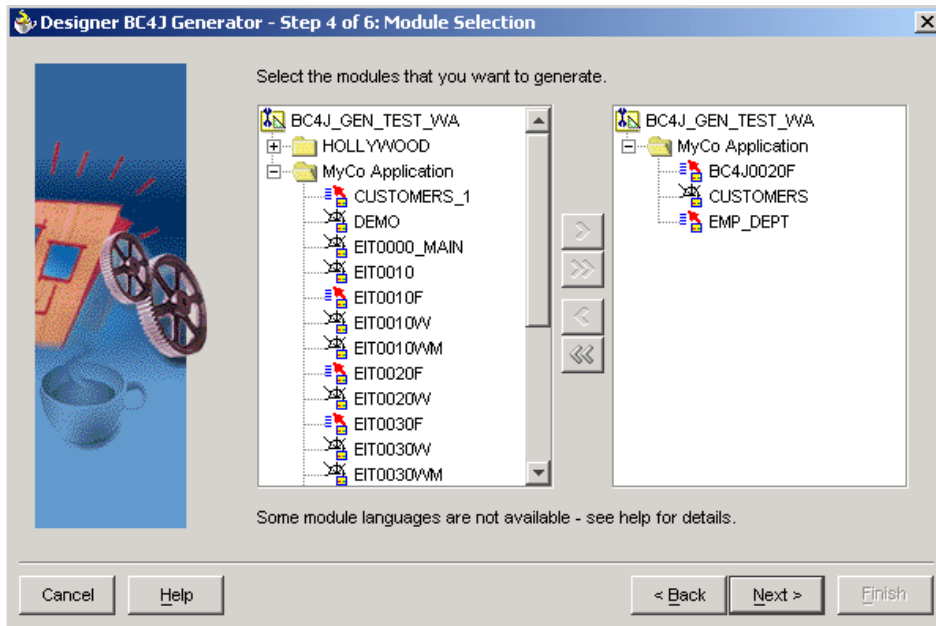 Designer BC4J Generator - Step 4 of 6: Module Selection
Select the modules that you want to generate.
BC4J_GEN_TEST_WA
HOLLYWOOD
MyCo Application
CUSTOMERS_1
DEMO
EIT0000_MAIN
EIT0010
EIT0010F
EIT0010W
EIT0010WM
EIT0020F
EIT0020W
EIT0030F
EIT0030W
EIT0030WM
BC4J_GEN_TEST_WA
MyCo Application
BC4J0020F
CUSTOMERS
EMP_DEPT
Some module languages are not available - see help for details.
Cancel
Help
< Back
Next >
Finish